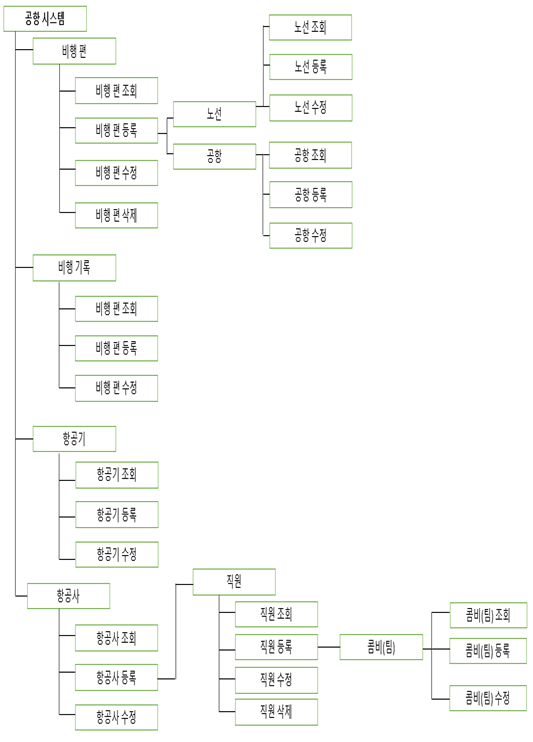 공항 시스템
비행 편
비행 편 조회
비행 편 등록
노선
노선 조회
노선 등록
노선 수정
공항
공항 조회
공항 등록
공항 수정
비행 편 수정
비행 편 삭제
비행 기록
비행 편 조회
비행 편 등록
비행 편 수정
항공기
항공기 조회
항공기 등록
항공기 수정
항공사
항공사 조회
항공사 등록
직원
직원 조회
직원 등록
콤비(팀)
콤비(팀) 조회
콤비(팀) 등록
콤비(팀) 수정
직원 수정
직원 삭제
항공사 수정